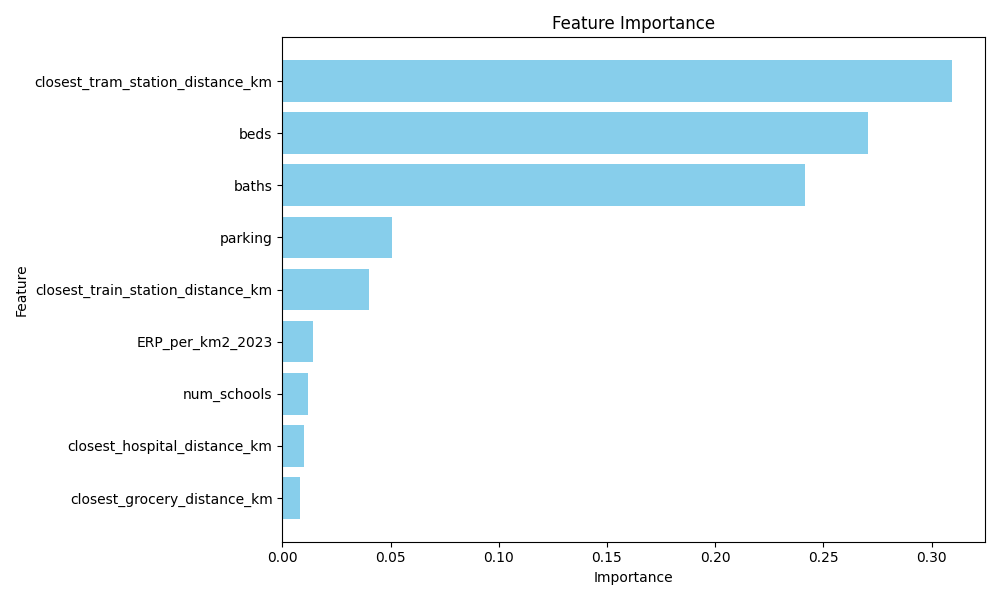 Feature Importance
closest_tram_station_distance_km
beds
baths
parking
closest_train_station_distance_km
ERP_per_km2_2023
num_schools
closest_hospital_distance_km
closest_grocery_distance_km
Feature
0.00 0.05 0.10 0.15 0.20 0.25 0.30
Importance